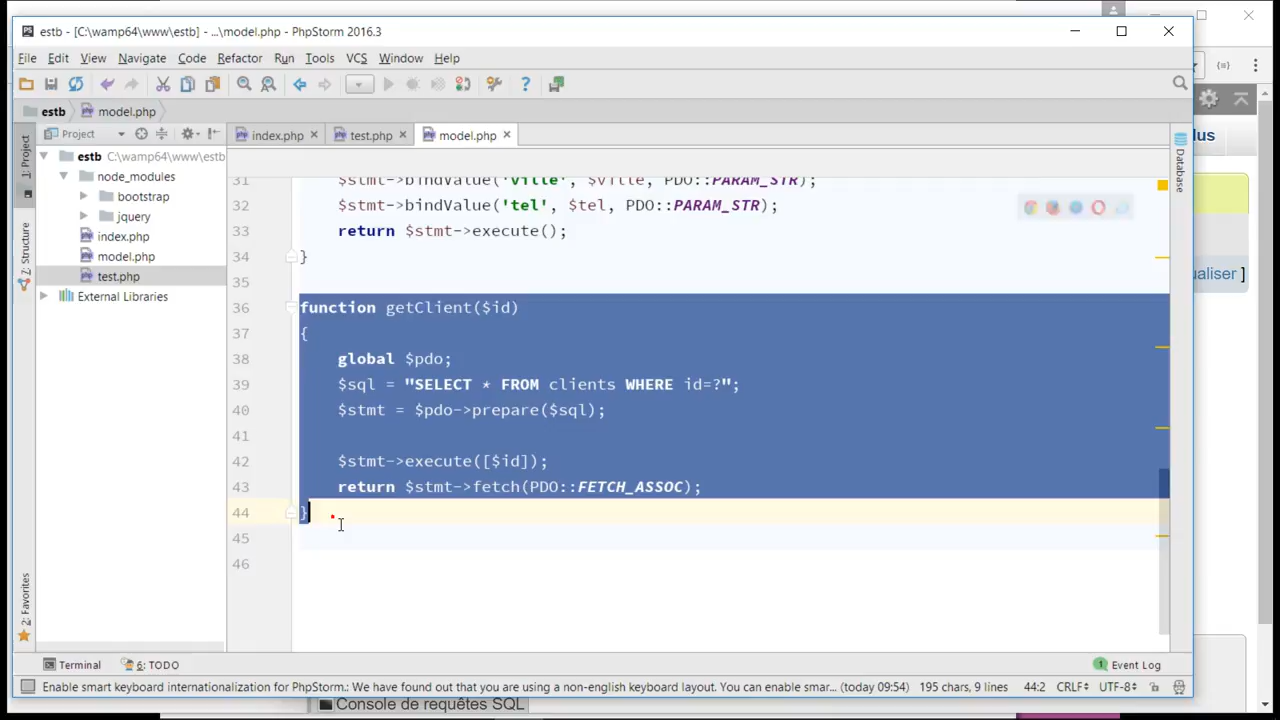 estb - [C:\wamp64\www\estb] - ...\model.php - PhpStorm 2016.3
File Edit View Navigate Code Refactor Run Tools VCS Window Help
estb model.php
Project index.php test.php model.php
1: Project
7: Structure
2: Favorites
Database
estb C:\wamp64\www\estb
node_modules
bootstrap
jquery
index.php
model.php
test.php
External Libraries
31 $stmt->bindValue('ville', $ville, PDO::PARAM_STR);
32 $stmt->bindValue('tel', $tel, PDO::PARAM_STR);
33 return $stmt->execute();
34 }
35
36 function getClient($id)
37 {
38 global $pdo;
39 $sql = "SELECT * FROM clients WHERE id=?";
40 $stmt = $pdo->prepare($sql);
41
42 $stmt->execute([$id]);
43 return $stmt->fetch(PDO::FETCH_ASSOC);
44 }
45
46
lus
ualiser ]
Terminal 6: TODO 1 Event Log
Enable smart keyboard internationalization for PhpStorm.: We have found out that you are using a non-english keyboard layout. You can enable smar... (today 09:54) 195 chars, 9 lines 44:2 CRLF÷ UTF-8÷
Console de requêtes SQL